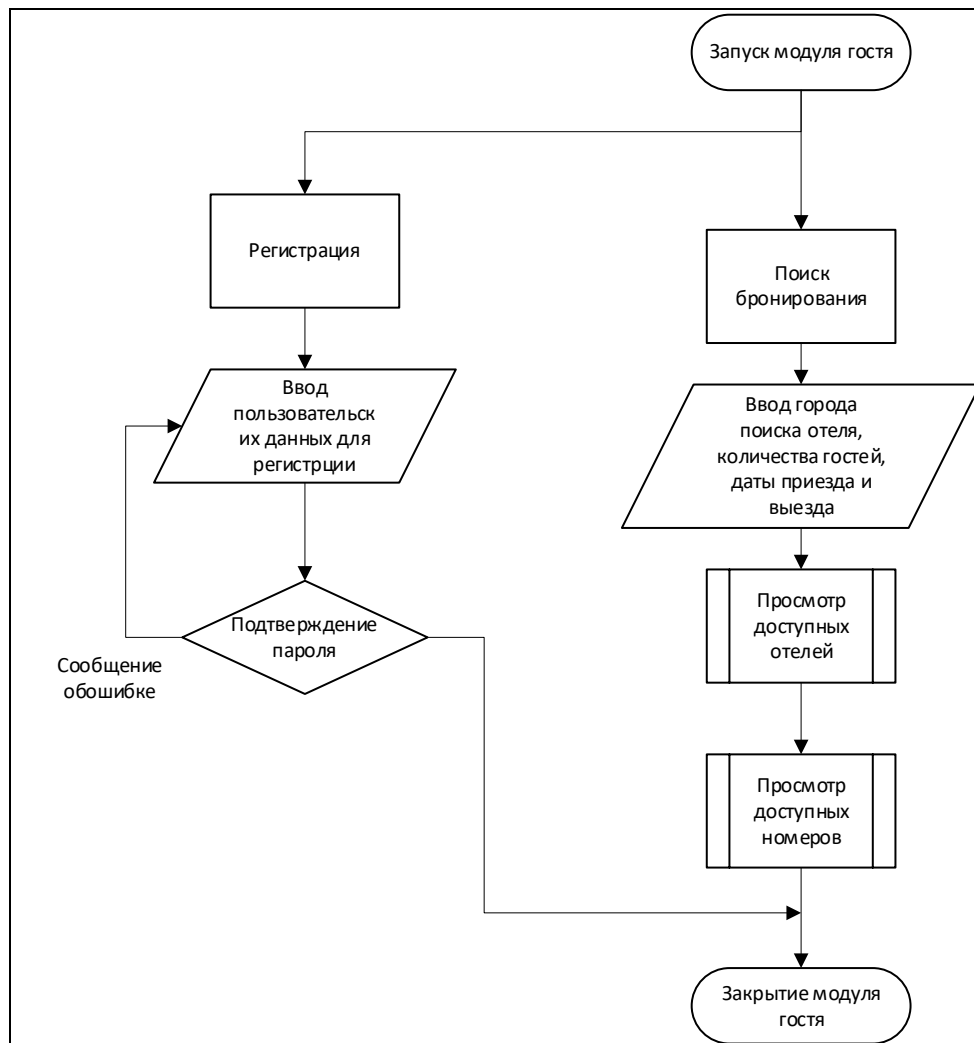 Запуск модуля гостя
Регистрация
Поиск
бронирования
Ввод
пользовательск
их данных для
регистрции
Ввод города
поиска отеля,
количества гостей,
даты приезда и
выезда
Подтверждение
пароля
Сообщение
обошибке
Просмотр
доступных
отелей
Просмотр
доступных
номеров
Закрытие модуля
гостя